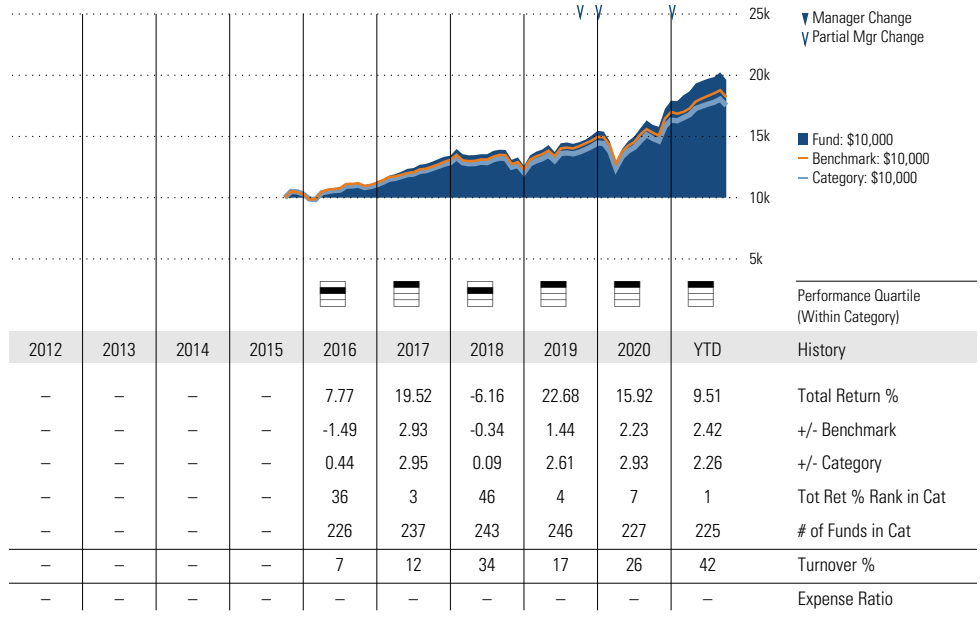 25k
▼ Manager Change
Partial Mgr Change
20k
15k
Fund: $10,000
Benchmark: $10,000
Category: $10,000
10k
5k
Performance Quartile
(Within Category)
2012 2013 2014 2015 2016 2017 2018 2019 2020 YTD History
– – – – 7.77 19.52 -6.16 22.68 15.92 9.51 Total Return %
– – – – -1.49 2.93 -0.34 1.44 2.23 2.42 +/- Benchmark
– – – – 0.44 2.95 0.09 2.61 2.93 2.26 +/- Category
– – – – 36 3 46 4 7 1 Tot Ret % Rank in Cat
– – – – 226 237 243 246 227 225 # of Funds in Cat
– – – – 7 12 34 17 26 42 Turnover %
– – – – – – – – – – Expense Ratio